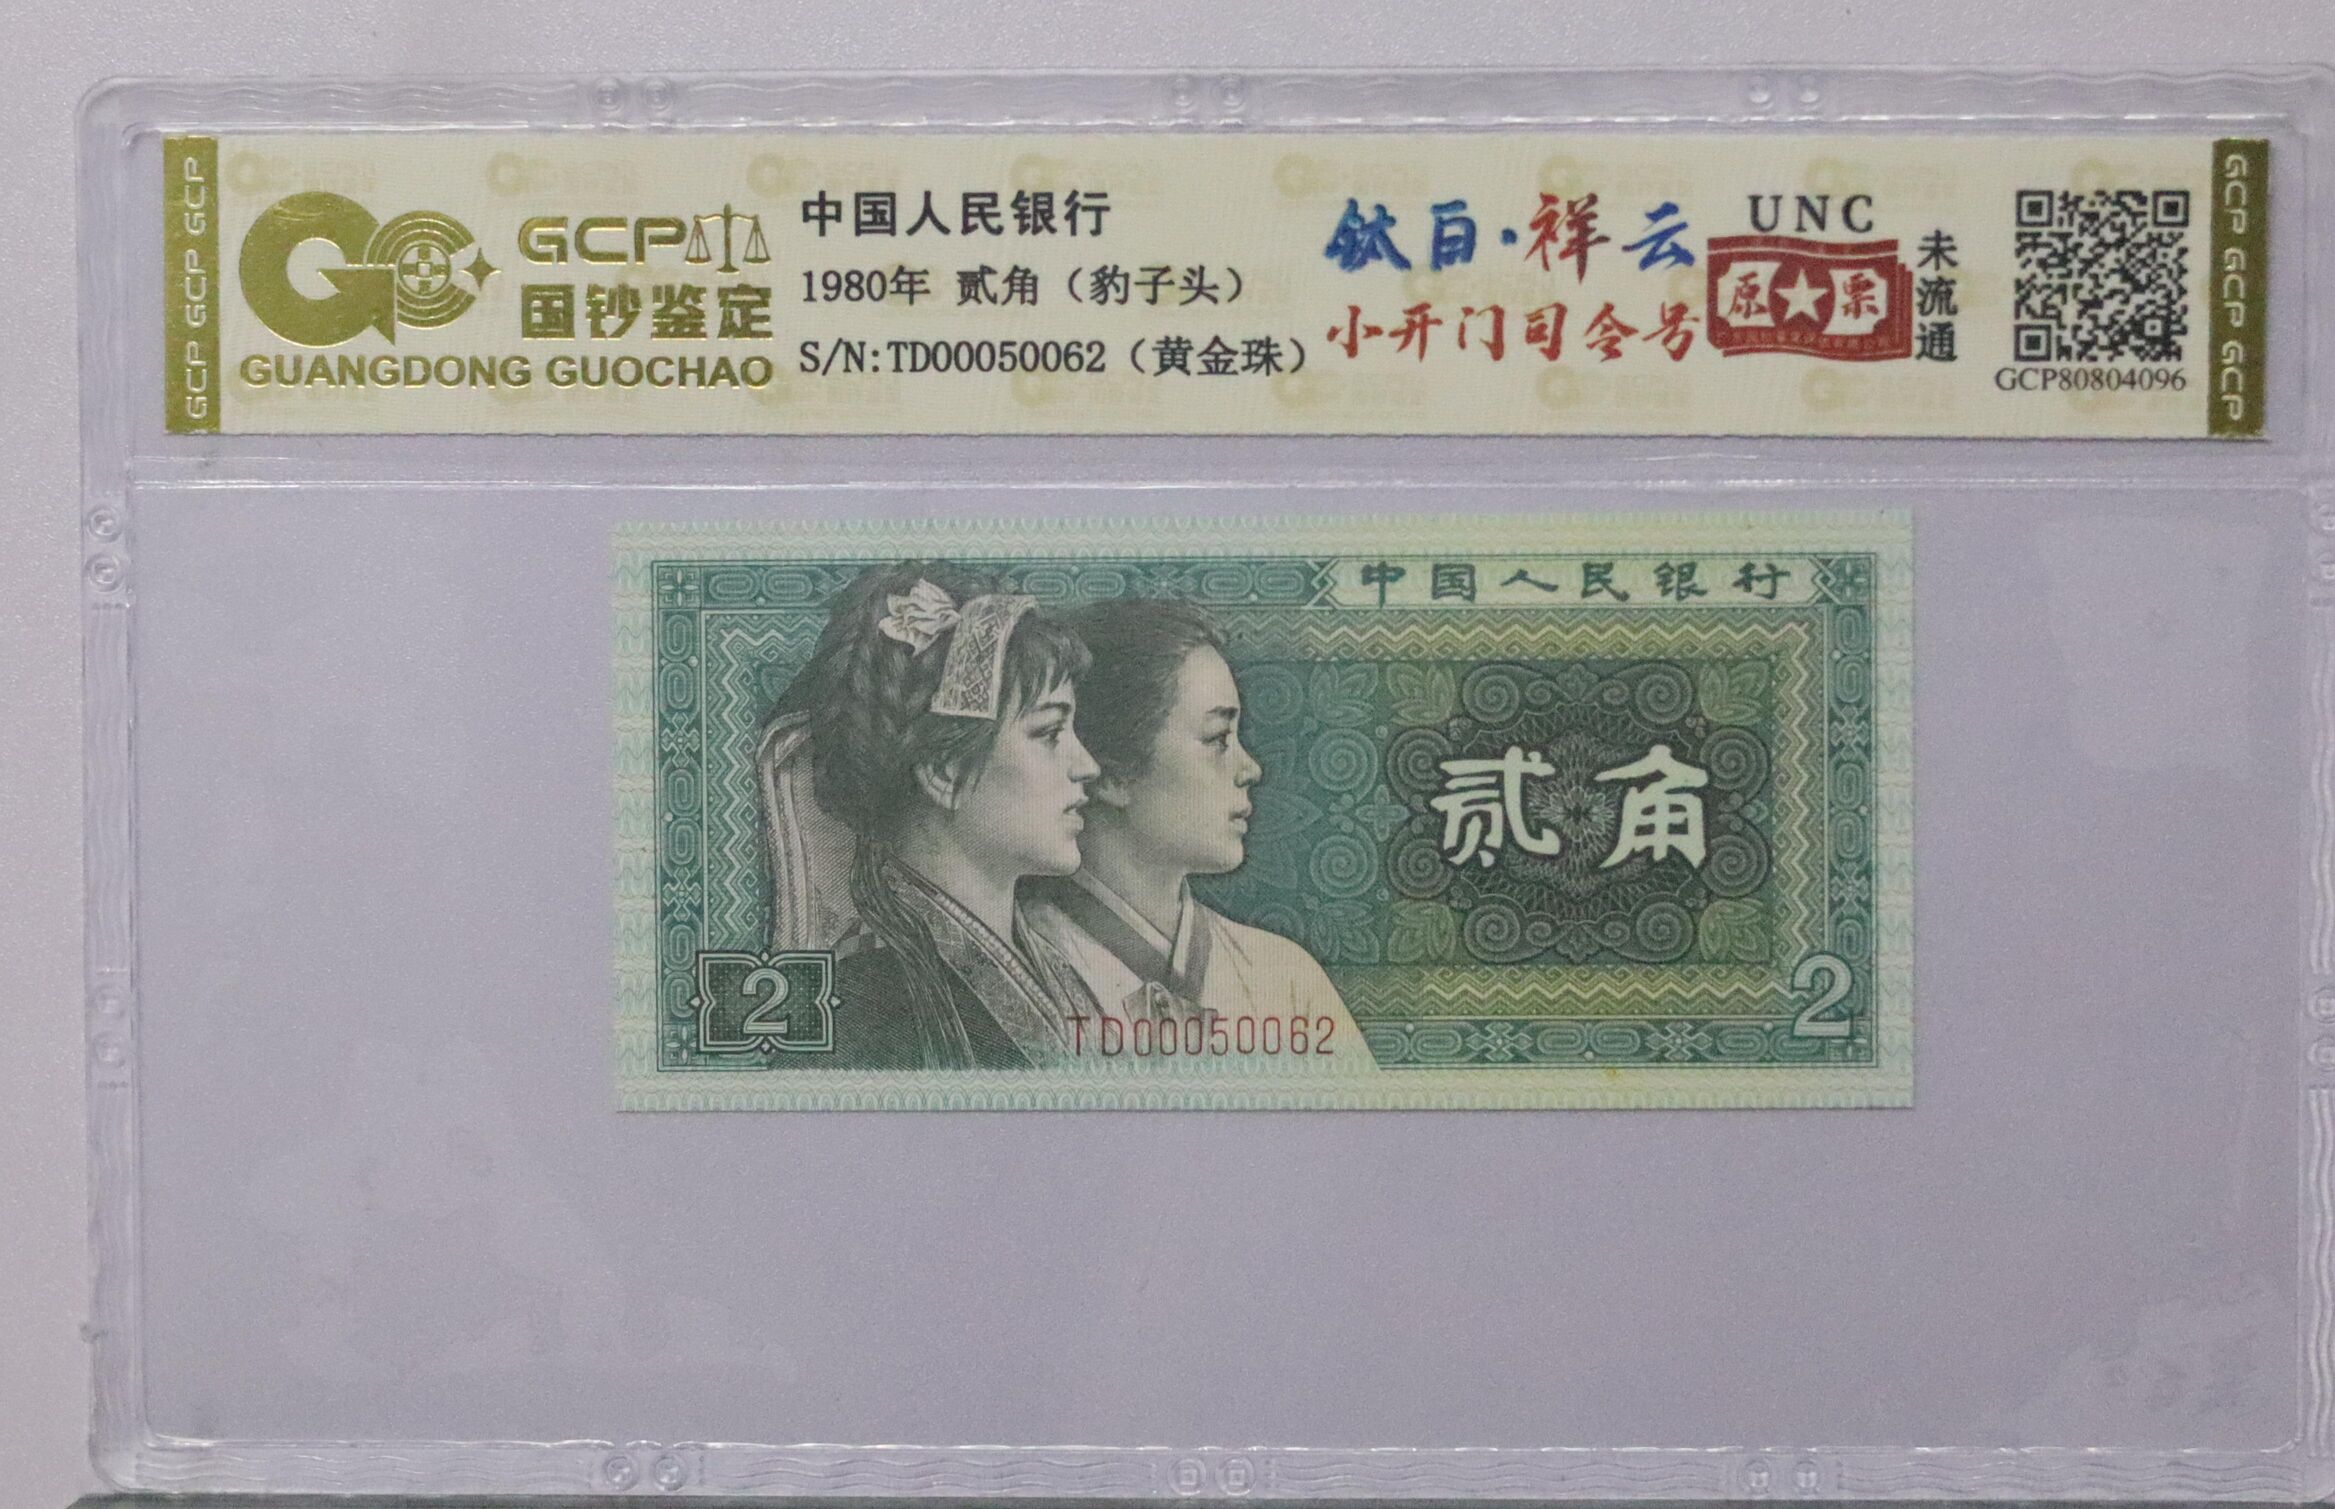 GCP GCP GCP
GCP
国钞鉴定
GUANGDONG GUOCHAO
中国人民银行
1980年 贰角（豹子头）
S/N:TD00050062（黄金珠）
钛白·祥云
小开门司令号
UNC
原★票
未流通
GCP80804096
GCP GCP GCP
中国人民银行
贰角
2
TD00050062
2